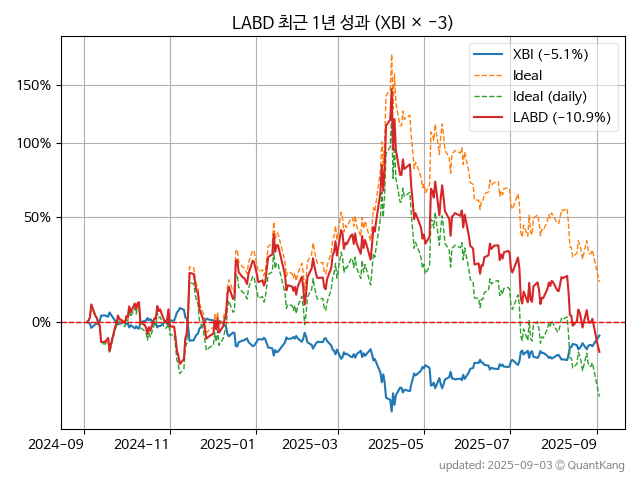 LABD 최근 1년 성과 (XBI × −3)
XBI (−5.1%)
Ideal
Ideal (daily)
LABD (−10.9%)
150%
100%
50%
0%
2024−09 2024−11 2025−01 2025−03 2025−05 2025−07 2025−09
updated: 2025−09−03 ⓒ QuantKang